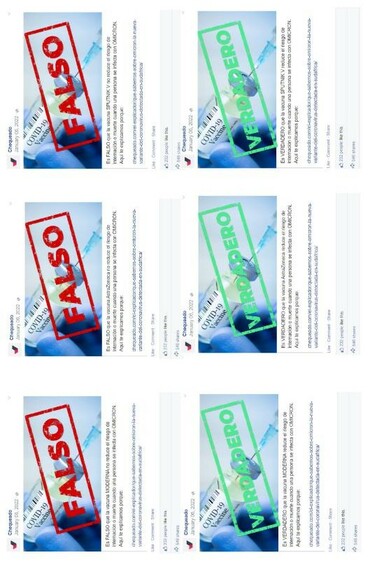 Chequeado
January 06, 2022
COVID-19
Vaccine
FALSO
Es FALSO que la vacuna MODERNA no reduce el riesgo de
internación o muerte cuando una persona se infecta con OMICRON.
Aquí te explicamos porque:
chequeado.com/el-explicador/que-sabemos-sobre-omicron-la-nueva-
variante-del-coronavirus-detectada-en-sudafrica/
Like · Comment · Share
people like this.
shares
Chequeado
January 06, 2022
COVID-19
FALSO
Es FALSO que la vacuna AstraZeneca no reduce el riesgo de
internación o muerte cuando una persona se infecta con OMICRON.
Aquí te explicamos porque:
chequeado.com/el-explicador/que-sabemos-sobre-omicron-la-nueva-
variante-del-coronavirus-detectada-en-sudafrica/
Like · Comment · Share
people like this.
shares
Chequeado
January 06, 2022
COVID-19
FALSO
Es FALSO que la vacuna SPUTNIK V no reduce el riesgo de
internación o muerte cuando una persona se infecta con OMICRON.
Aquí te explicamos porque:
chequeado.com/el-explicador/que-sabemos-sobre-omicron-la-nueva-
variante-del-coronavirus-detectada-en-sudafrica/
Like · Comment · Share
people like this.
shares
Chequeado
January 06, 2022
COVID-19
Vaccine
VERDADERO
Es VERDADERO que la vacuna MODERNA reduce el riesgo de
internación o muerte cuando una persona se infecta con OMICRON.
Aquí te explicamos porque:
chequeado.com/el-explicador/que-sabemos-sobre-omicron-la-nueva-
variante-del-coronavirus-detectada-en-sudafrica/
Like · Comment · Share
people like this.
shares
Chequeado
January 06, 2022
COVID-19
Vaccine
VERDADERO
Es VERDADERO que la vacuna AstraZeneca reduce el riesgo de
internación o muerte cuando una persona se infecta con OMICRON.
Aquí te explicamos porque:
chequeado.com/el-explicador/que-sabemos-sobre-omicron-la-nueva-
variante-del-coronavirus-detectada-en-sudafrica/
Like · Comment · Share
people like this.
shares
Chequeado
January 06, 2022
COVID-19
Vaccine
VERDADERO
Es VERDADERO que la vacuna SPUTNIK V reduce el riesgo de
internación o muerte cuando una persona se infecta con OMICRON.
Aquí te explicamos porque:
chequeado.com/el-explicador/que-sabemos-sobre-omicron-la-nueva-
variante-del-coronavirus-detectada-en-sudafrica/
Like · Comment · Share
people like this.
shares